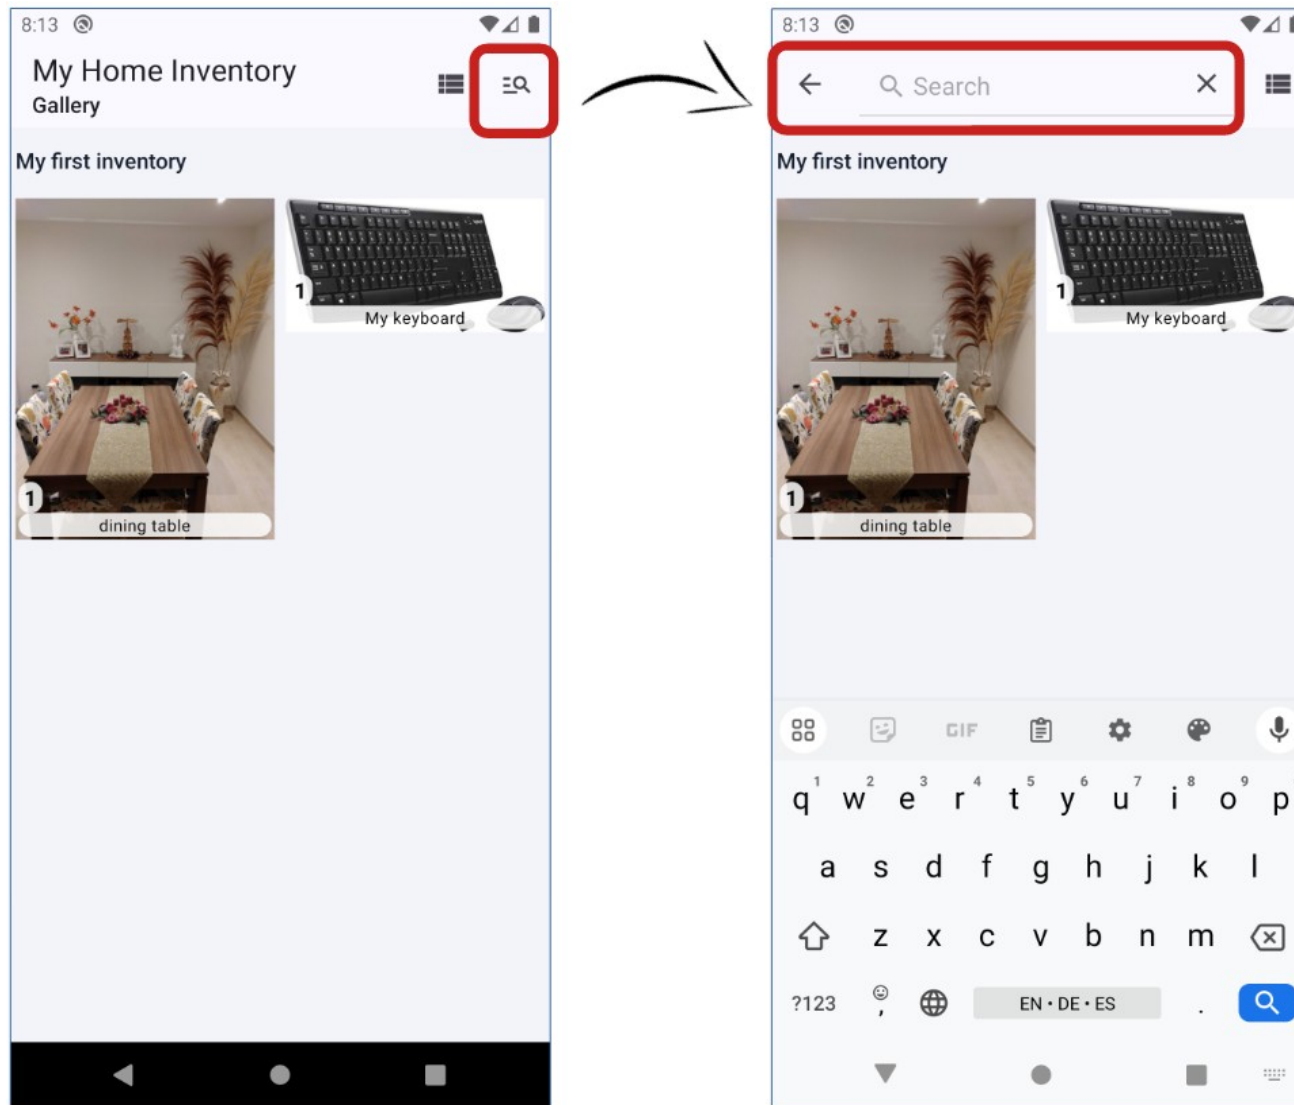 8:13
My Home Inventory
Gallery
My first inventory
1
My keyboard
1
dining table
8:13
Search
My first inventory
1
My keyboard
1
dining table
GIF
1 2 3 4 5 6 7 8 9
q w e r t y u i o p
a s d f g h j k l
z x c v b n m
?123 , EN • DE • ES .